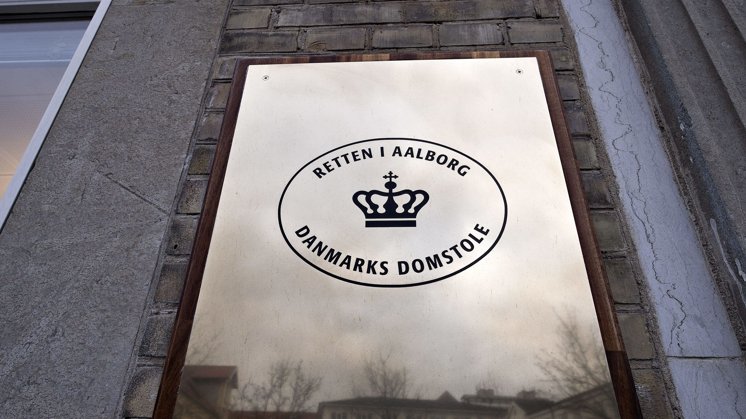 RETTEN I AALBORG
DANMARKS DOMSTOLE